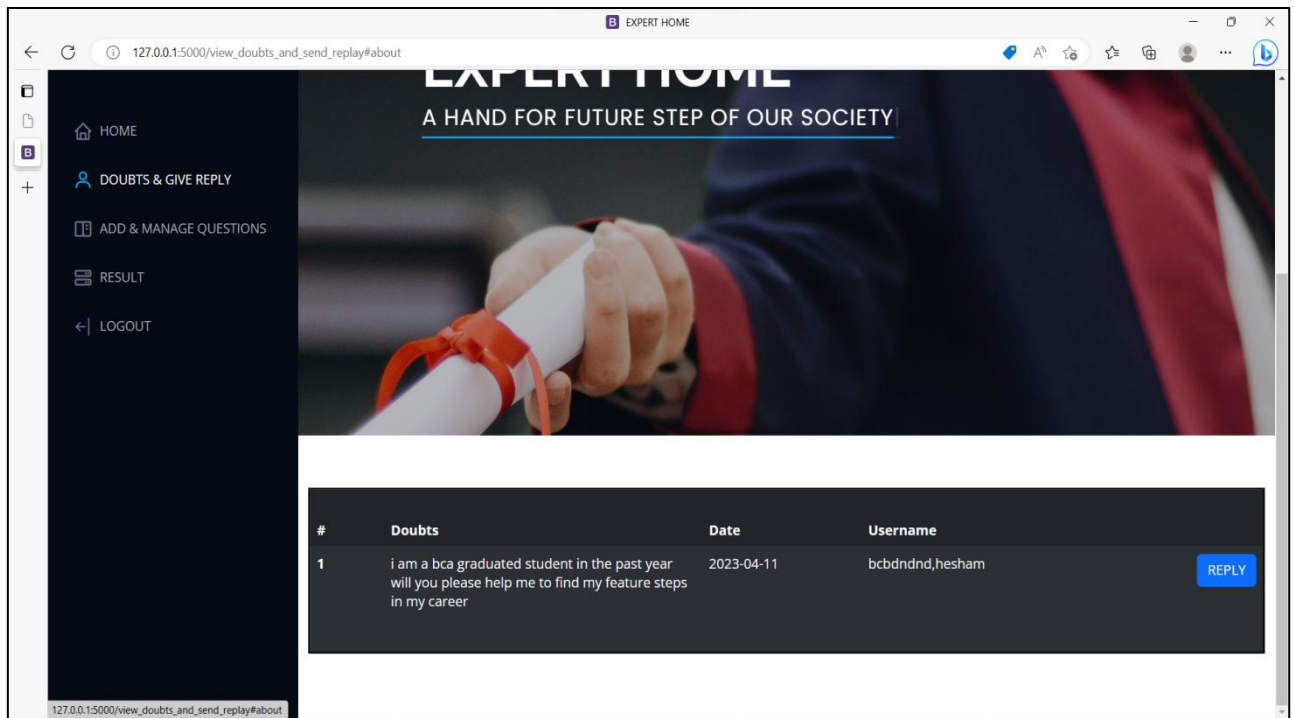 B EXPERT HOME
127.0.0.1:5000/view_doubts_and_send_replay#about
EXPERT HOME
A HAND FOR FUTURE STEP OF OUR SOCIETY
HOME
B
DOUBTS & GIVE REPLY
ADD & MANAGE QUESTIONS
RESULT
LOGOUT
# Doubts Date Username
1 i am a bca graduated student in the past year 2023-04-11 bcbdndnd,hesham REPLY
will you please help me to find my feature steps
in my career
127.0.0.1:5000/view_doubts_and_send_replay#about